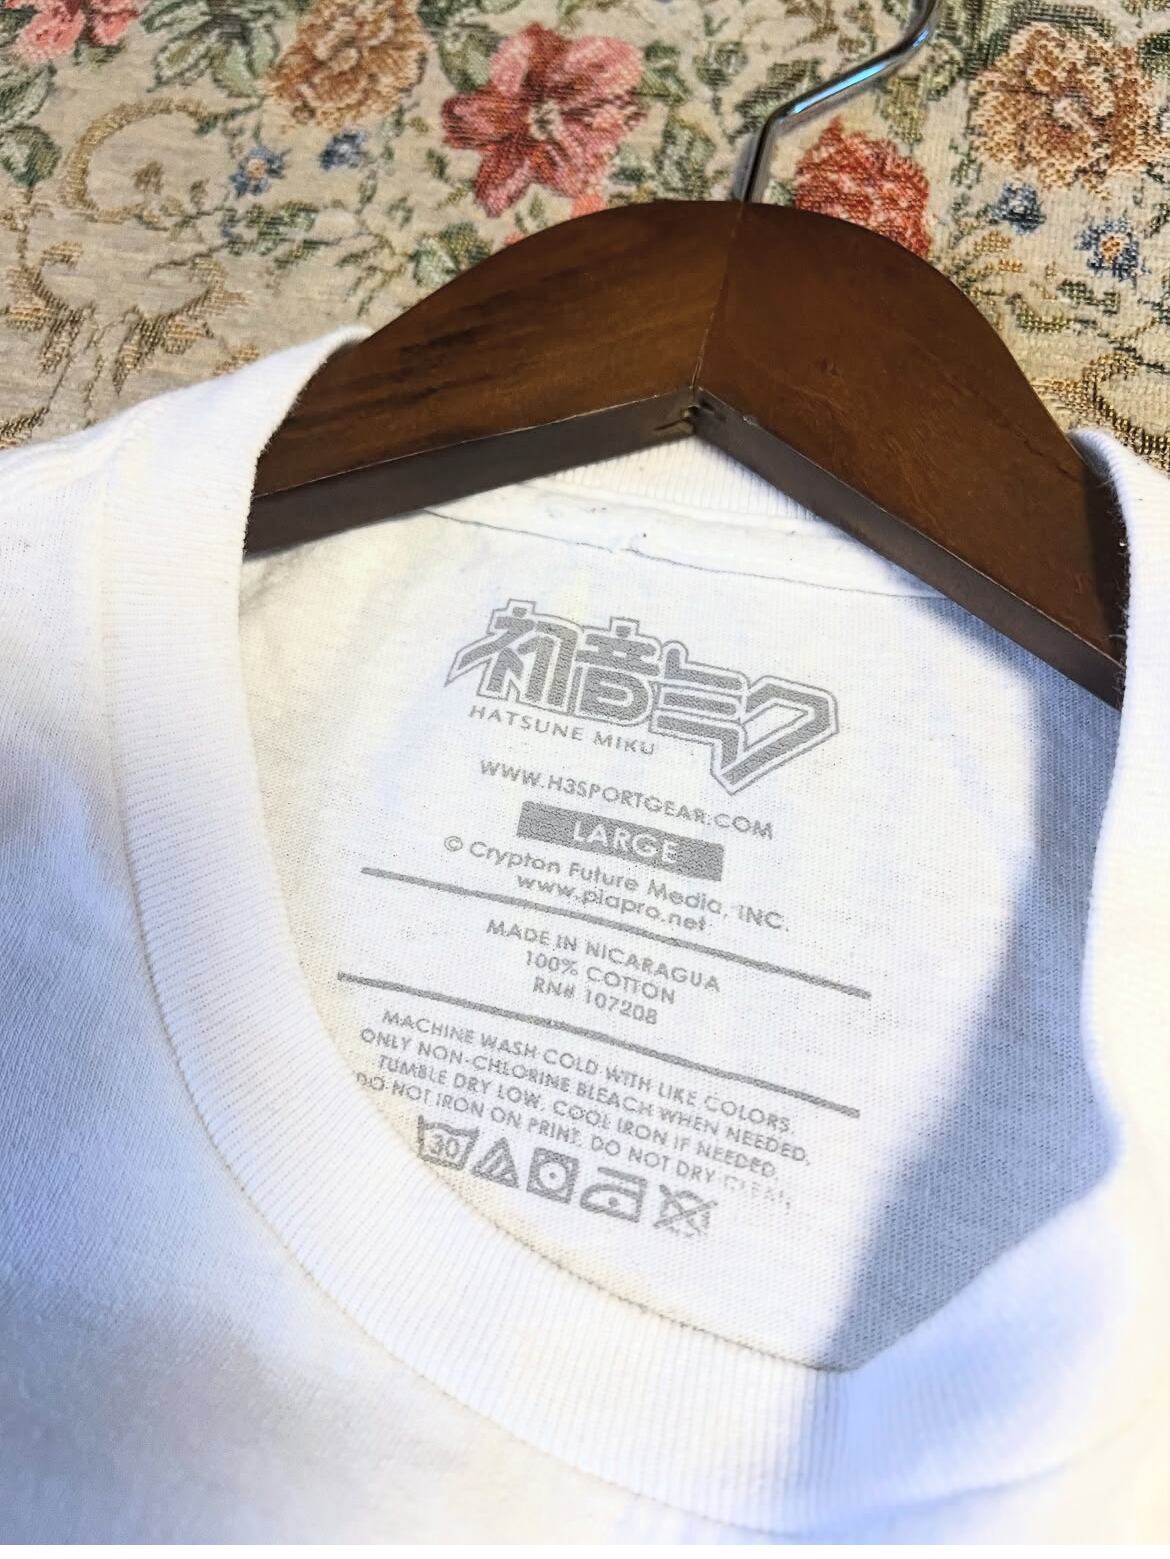 初音ミク
HATSUNE MIKU
WWW.H3SPORTGEAR.COM
LARGE
© Crypton Future Media, INC.
www.piapro.net
MADE IN NICARAGUA
100% COTTON
RN# 107208
MACHINE WASH COLD WITH LIKE COLORS,
ONLY NON-CHLORINE BLEACH WHEN NEEDED,
TUMBLE DRY LOW, COOL IRON IF NEEDED,
DO NOT IRON ON PRINT, DO NOT DRY CLEAN,
30